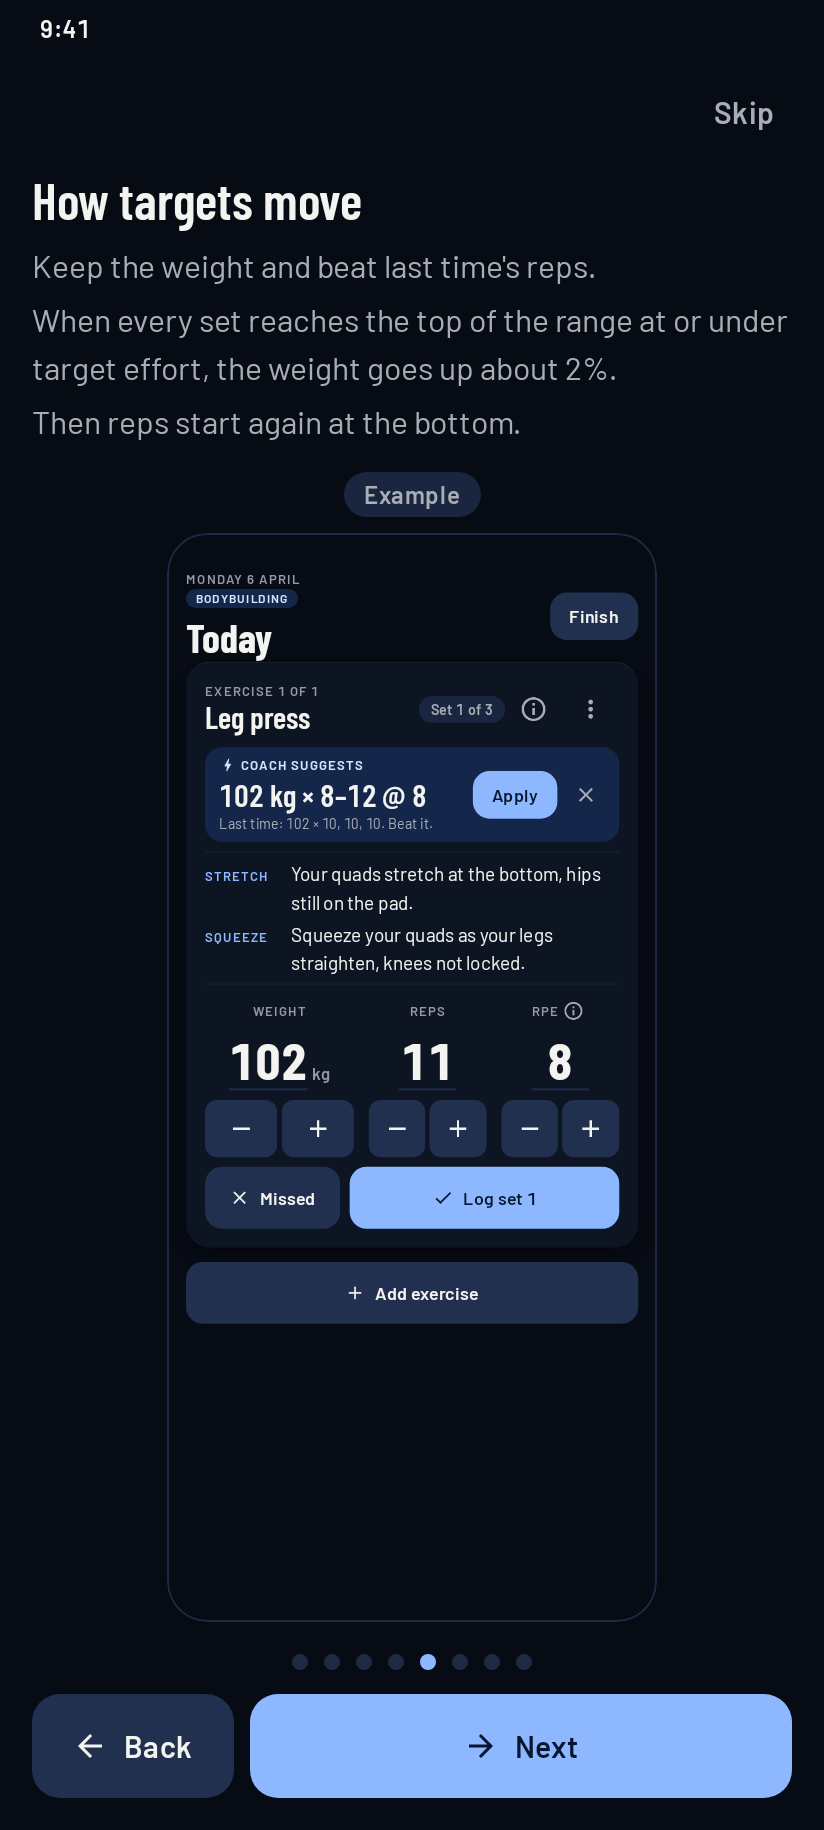 9:41
Skip
How targets move
Keep the weight and beat last time's reps.
When every set reaches the top of the range at or under
target effort, the weight goes up about 2%.
Then reps start again at the bottom.
Example
MONDAY 6 APRIL
BODYBUILDING
Today
Finish
EXERCISE 1 OF 1
Leg press
Set 1 of 3
COACH SUGGESTS
102 kg × 8–12 @ 8
Last time: 102 × 10, 10, 10. Beat it.
Apply
STRETCH Your quads stretch at the bottom, hips
still on the pad.
SQUEEZE Squeeze your quads as your legs
straighten, knees not locked.
WEIGHT REPS RPE
102 kg 11 8
Missed Log set 1
Add exercise
Back Next